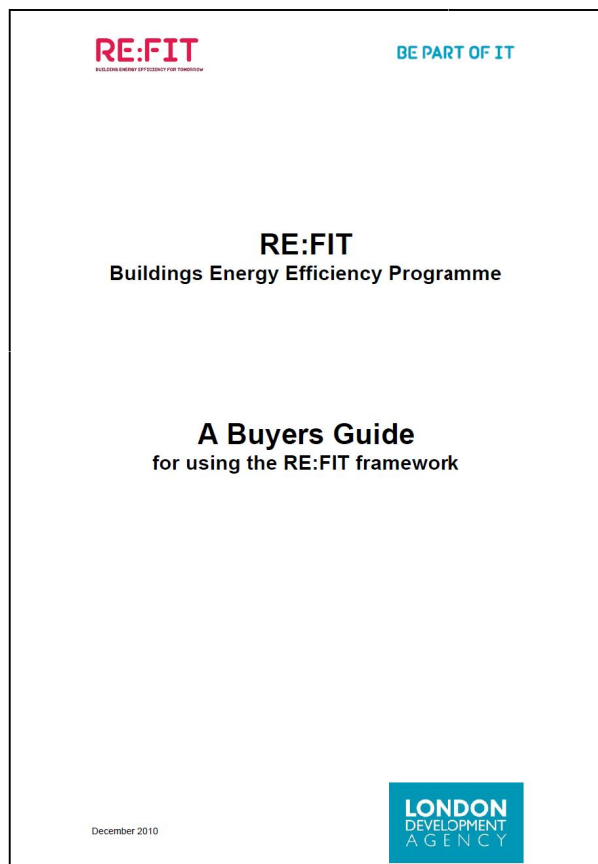 RE:FIT
BUILDING ENERGY EFFICIENCY FOR TOMORROW
BE PART OF IT
RE:FIT
Buildings Energy Efficiency Programme
A Buyers Guide
for using the RE:FIT framework
December 2010
LONDON
DEVELOPMENT
AGENCY